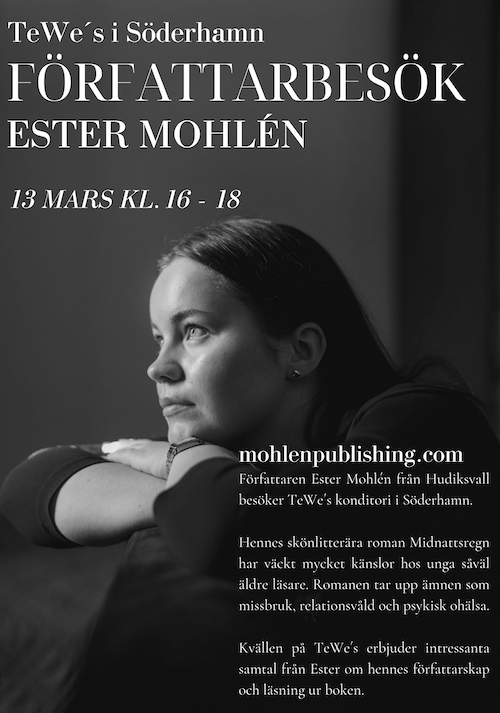 TeWe´s i Söderhamn
FÖRFATTARBESÖK
ESTER MOHLÉN
13 MARS KL. 16 - 18
mohlenpublishing.com
Författaren Ester Mohlén från Hudiksvall
besöker TeWe´s konditori i Söderhamn.
Hennes skönlitterära roman Midnattsregn
har väckt mycket känslor hos unga såväl
äldre läsare. Romanen tar upp ämnen som
missbruk, relationsvåld och psykisk ohälsa.
Kvällen på TeWe´s erbjuder intressanta
samtal från Ester om hennes författarskap
och läsning ur boken.